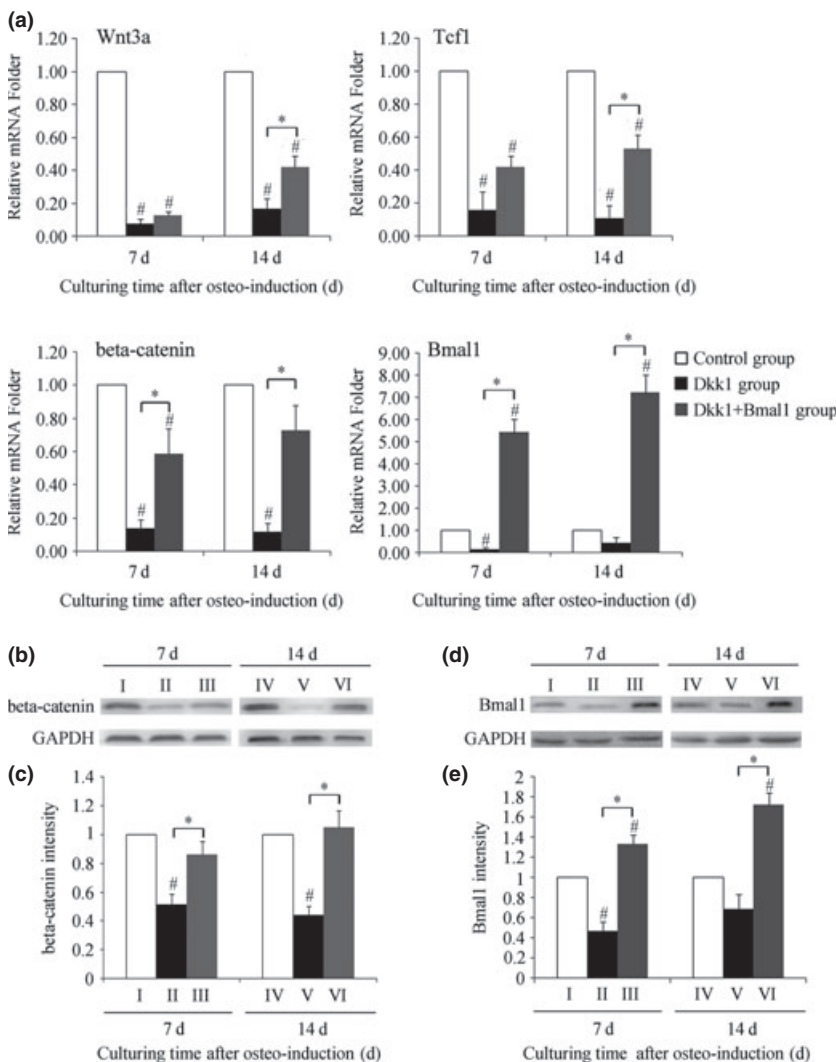 (a)
Wnt3a
Relative mRNA Folder
1.20
1.00
0.80
0.60
0.40
0.20
0.00
# # # * #
7 d 14 d
Culturing time after osteo-induction (d)
Tcf1
Relative mRNA Folder
1.20
1.00
0.80
0.60
0.40
0.20
0.00
# # # * #
7 d 14 d
Culturing time after osteo-induction (d)
beta-catenin
Relative mRNA Folder
1.20
1.00
0.80
0.60
0.40
0.20
0.00
# * # # *
7 d 14 d
Culturing time after osteo-induction (d)
Bmal1
Relative mRNA Folder
9.00
8.00
7.00
6.00
5.00
4.00
3.00
2.00
1.00
0.00
# * # * #
7 d 14 d
Culturing time after osteo-induction (d)
Control group
Dkk1 group
Dkk1+Bmal1 group
(b)
7 d 14 d
I II III IV V VI
beta-catenin
GAPDH
(c)
beta-catenin intensity
1.4
1.2
1
0.8
0.6
0.4
0.2
0
# * # *
I II III IV V VI
7 d 14 d
Culturing time after osteo-induction (d)
(d)
7 d 14 d
I II III IV V VI
Bmal1
GAPDH
(e)
Bmal1 intensity
2
1.8
1.6
1.4
1.2
1
0.8
0.6
0.4
0.2
0
# * # * #
I II III IV V VI
7 d 14 d
Culturing time after osteo-induction (d)